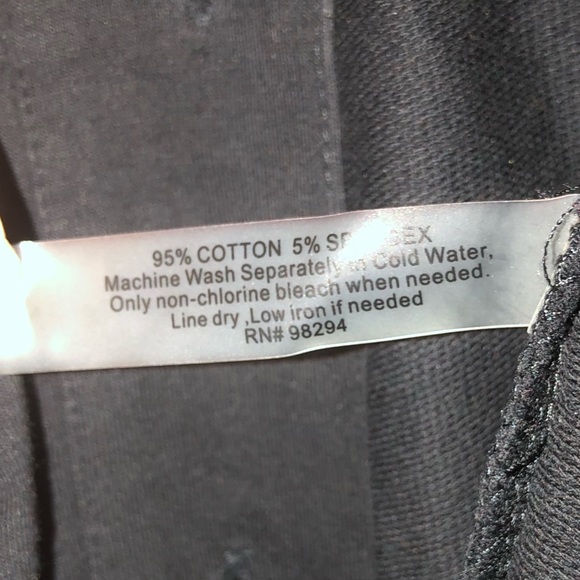 95% COTTON 5%
Machine Wash Separately in Cold Water,
Only non-chlorine bleach when needed.
Line dry ,Low iron if needed
RN# 98294